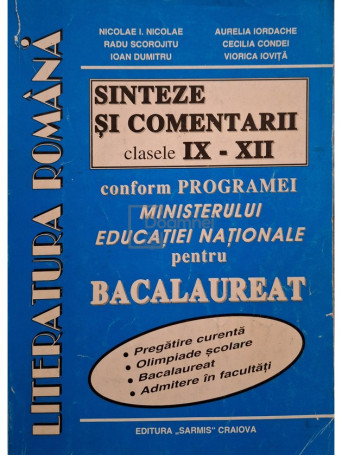 NICOLAE I. NICOLAE
RADU SCOROJITU
IOAN DUMITRU
AURELIA IORDACHE
CECILIA CONDEI
VIORICA IOVIȚĂ
LITERATURA ROMÂNĂ
SINTEZE
ȘI COMENTARII
clasele IX - XII
conform PROGRAMEI
MINISTERULUI
EDUCAȚIEI NAȚIONALE
pentru
BACALAUREAT
• Pregătire curentă
• Olimpiade școlare
• Bacalaureat
• Admitere în facultăți
EDITURA „SARMIS" CRAIOVA